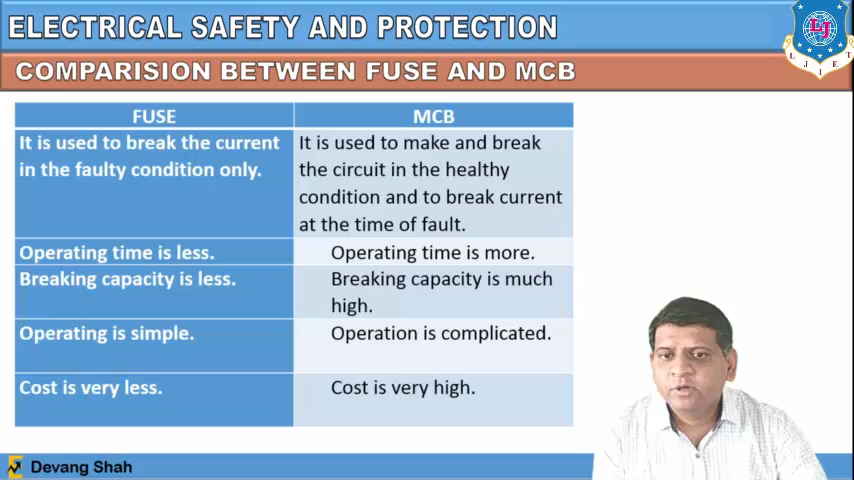 ELECTRICAL SAFETY AND PROTECTION
COMPARISION BETWEEN FUSE AND MCB
LJ
L J I E T
FUSE
MCB
It is used to break the current
in the faulty condition only.
It is used to make and break
the circuit in the healthy
condition and to break current
at the time of fault.
Operating time is less.
Operating time is more.
Breaking capacity is less.
Breaking capacity is much
high.
Operating is simple.
Operation is complicated.
Cost is very less.
Cost is very high.
Devang Shah